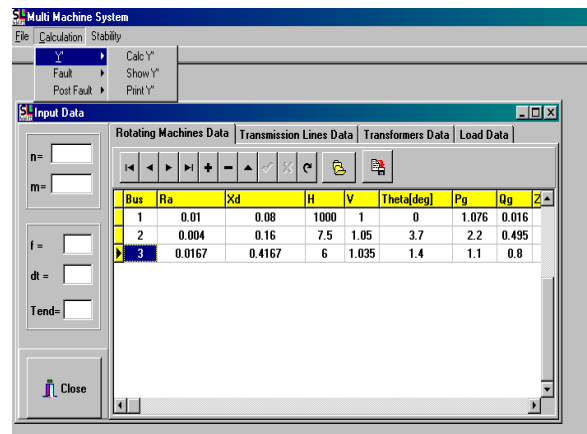 Multi Machine System
File Calculation Stability
Y" Calc Y"
Fault Show Y"
Post Fault Print Y"
Input Data
Rotating Machines Data Transmission Lines Data Transformers Data Load Data
n=
m=
f =
dt =
Tend=
Close
Bus Ra Xd H V Theta[deg] Pg Qg Z
1 0.01 0.08 1000 1 0 1.076 0.016
2 0.004 0.16 7.5 1.05 3.7 2.2 0.495
3 0.0167 0.4167 6 1.035 1.4 1.1 0.8